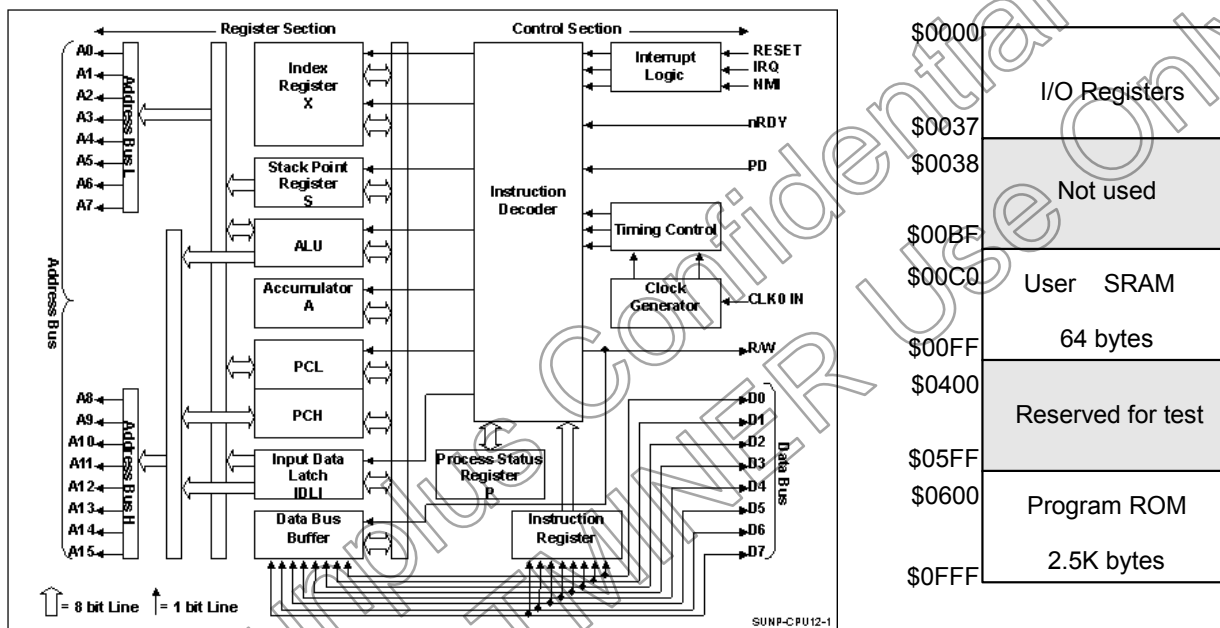 Register Section
Control Section
A0
A1
A2
A3
A4
A5
A6
A7
Address Bus L
Address Bus
A8
A9
A10
A11
A12
A13
A14
A15
Address Bus H
Index
Register
X
Stack Point
Register
S
ALU
Accumulator
A
PCL
PCH
Input Data
Latch
IDLI
Data Bus
Buffer
Instruction
Decoder
Process Status
Register
P
Instruction
Register
Interrupt
Logic
Timing Control
Clock
Generator
RESET
IRQ
NMI
nRDY
PD
CLK0 IN
R/W
D0
D1
D2
D3
D4
D5
D6
D7
Data Bus
= 8 bit Line
= 1 bit Line
SUNP-CPU12-1
$0000
I/O Registers
$0037
$0038
Not used
$00BF
$00C0
User SRAM
64 bytes
$00FF
$0400
Reserved for test
$05FF
$0600
Program ROM
2.5K bytes
$0FFF
Confidential
Use Only